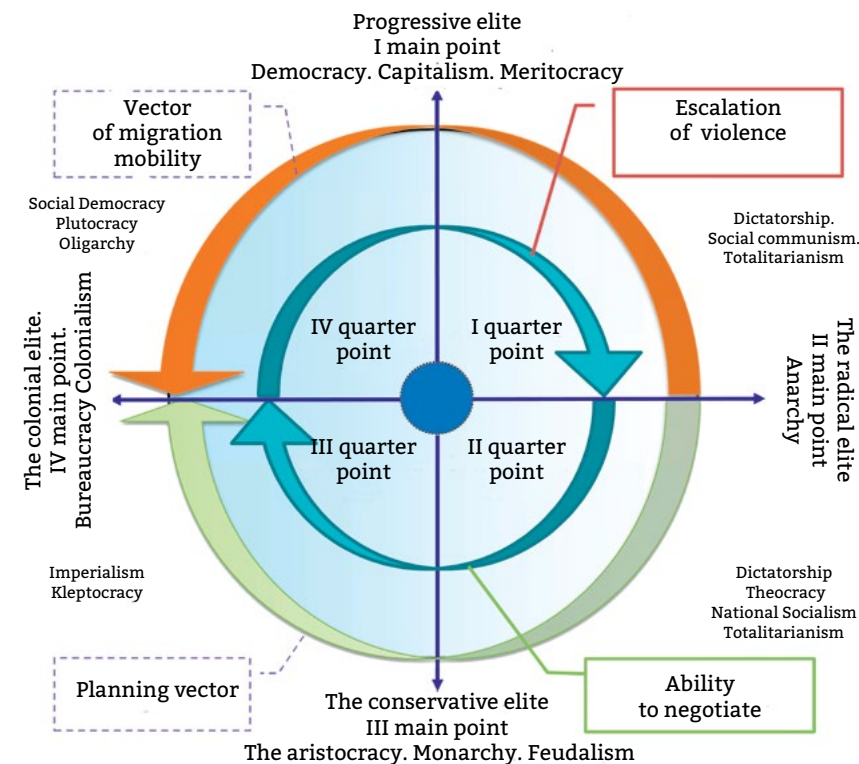 Progressive elite
I main point
Democracy. Capitalism. Meritocracy
Vector
of migration
mobility
Escalation
of violence
Social Democracy
Plutocracy
Oligarchy
Dictatorship.
Social communism.
Totalitarianism
IV quarter
point
I quarter
point
The colonial elite.
IV main point.
Bureaucracy Colonialism
The radical elite
II main point
Anarchy
III quarter
point
II quarter
point
Imperialism
Kleptocracy
Dictatorship
Theocracy
National Socialism
Totalitarianism
Planning vector
Ability
to negotiate
The conservative elite
III main point
The aristocracy. Monarchy. Feudalism